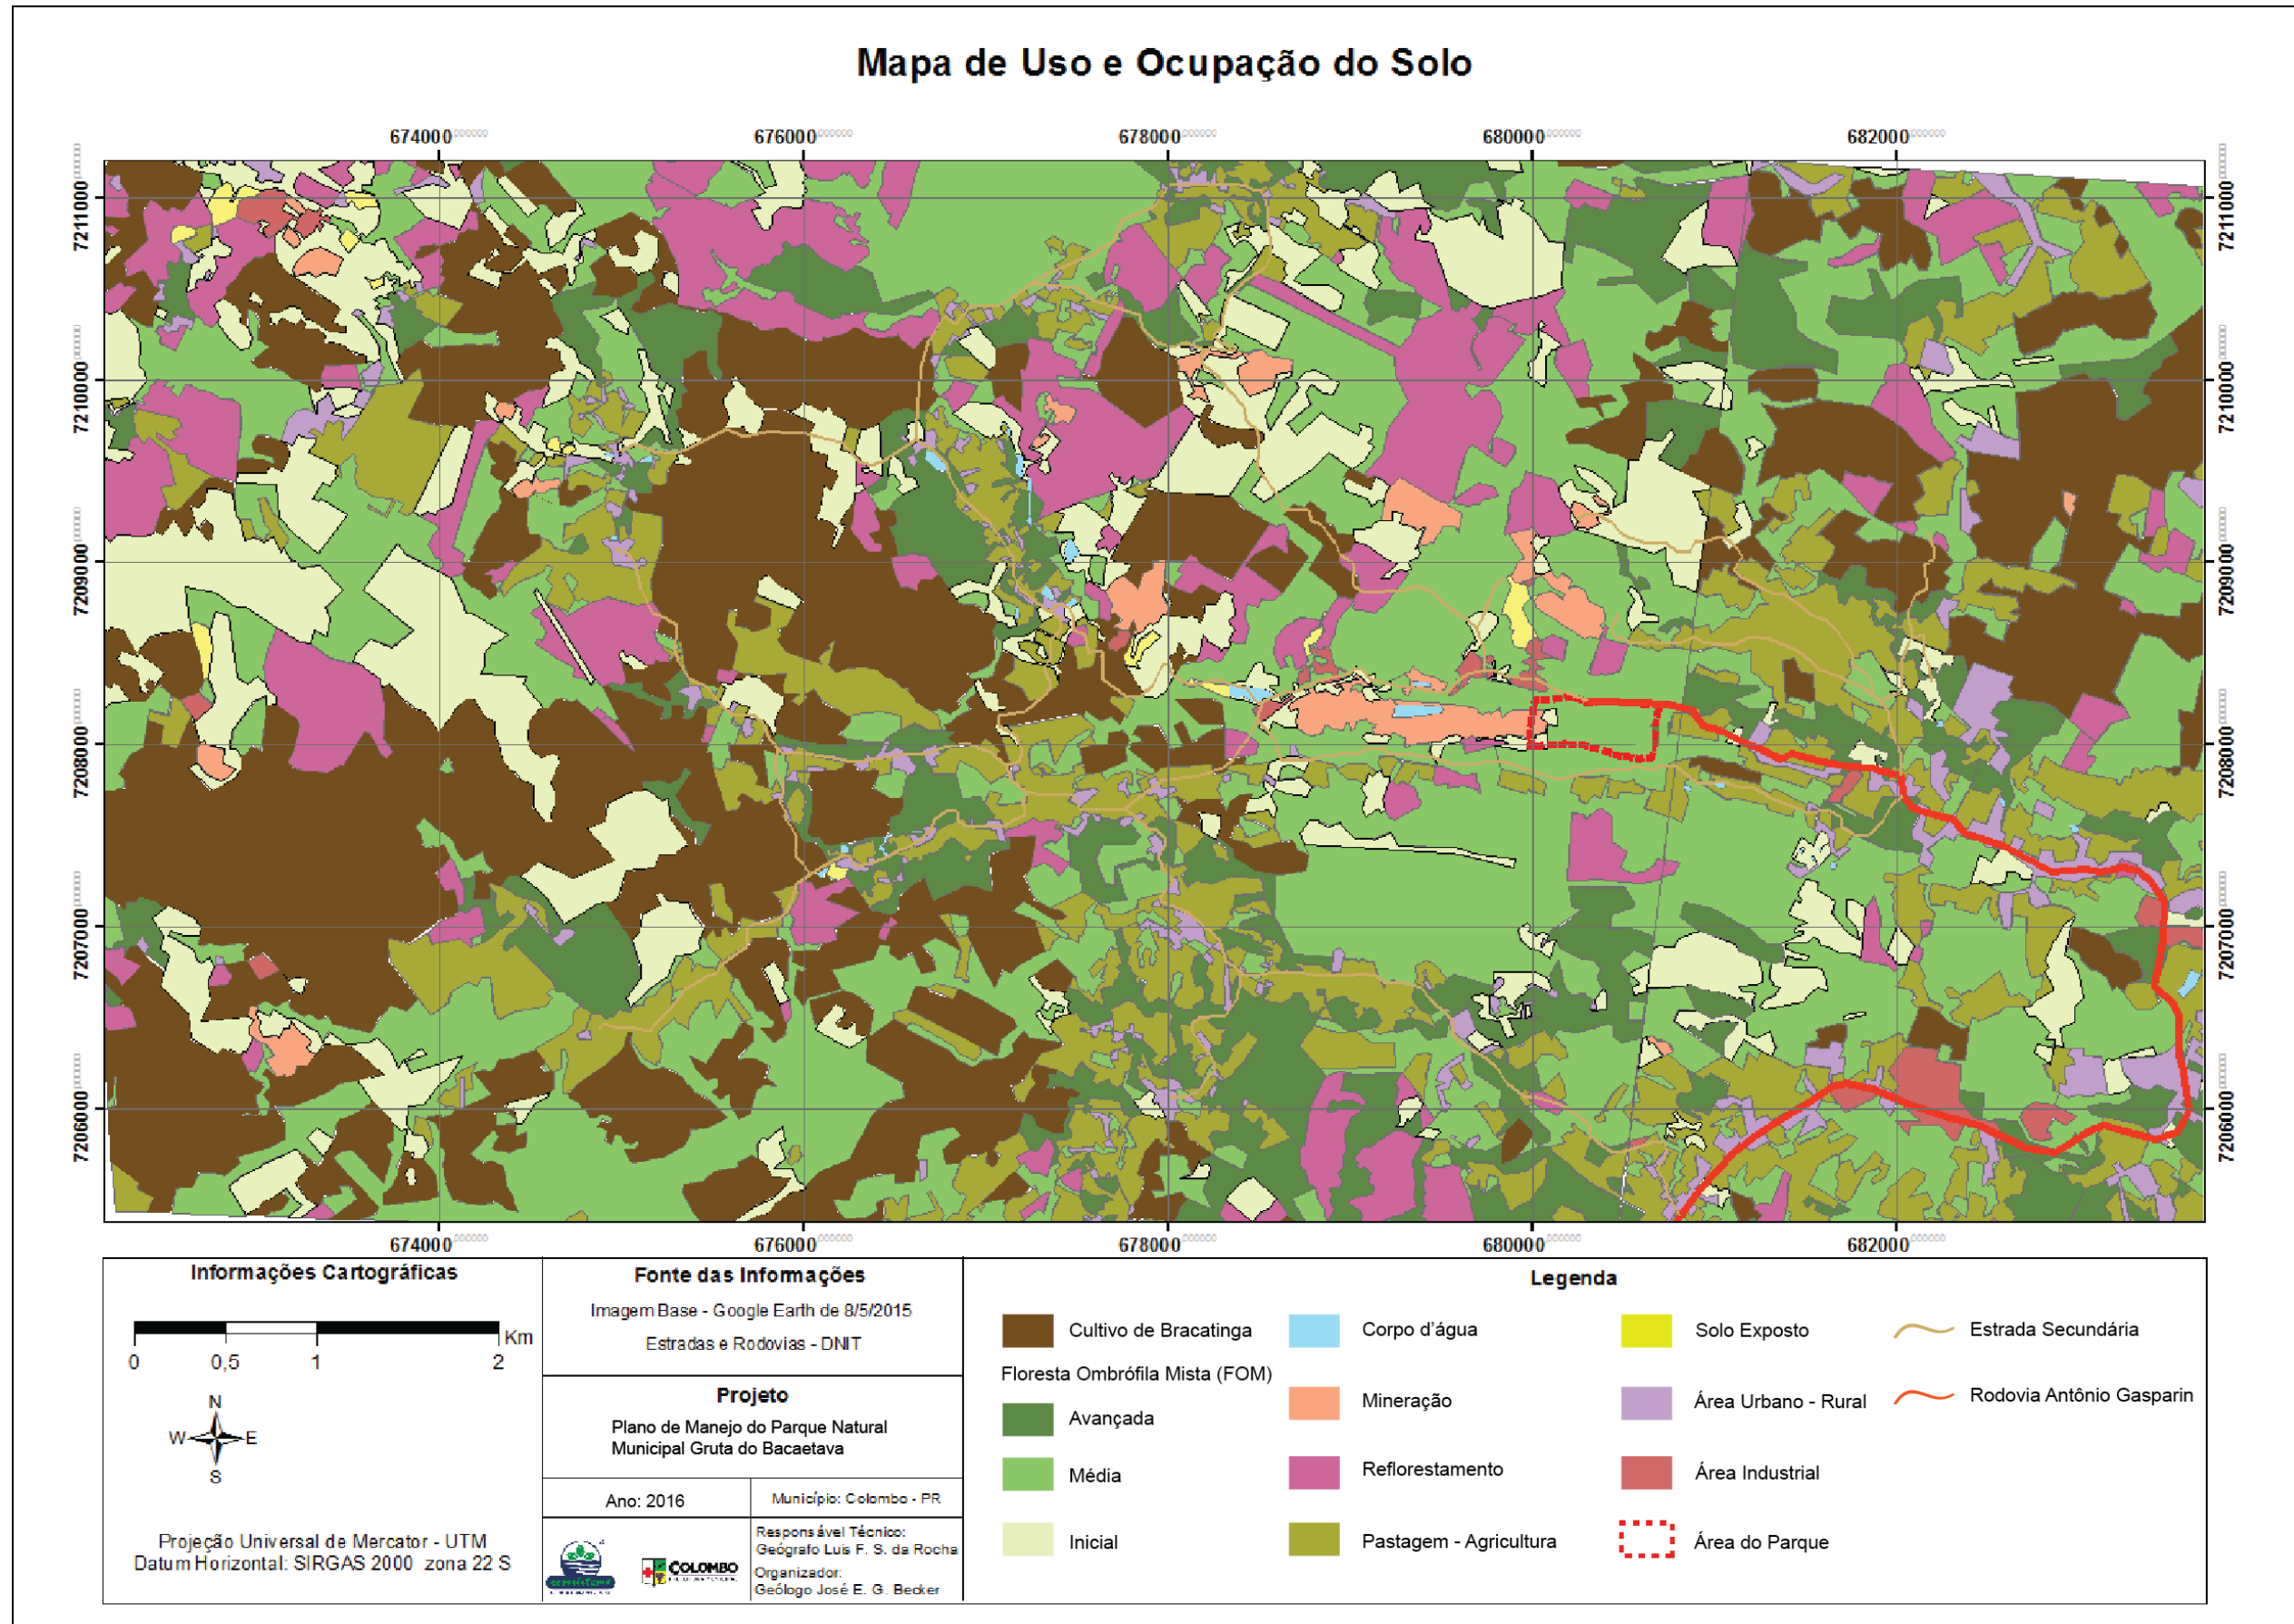 Mapa de Uso e Ocupação do Solo
674000 676000 678000 680000 682000
7211000 7211000
7210000 7210000
7209000 7209000
7208000 7208000
7207000 7207000
7206000 7206000
674000 676000 678000 680000 682000
Informações Cartográficas
Km
0 0,5 1 2
N
W E
S
Projeção Universal de Mercator - UTM
Datum Horizontal: SIRGAS 2000 zona 22 S
Fonte das Informações
Imagem Base - Google Earth de 8/5/2015
Estradas e Rodovias - DNIT
Projeto
Plano de Manejo do Parque Natural
Municipal Gruta do Bacaetava
Ano: 2016
Município: Colombo - PR
COLOMBO
Responsável Técnico:
Geógrafo Luis F. S. da Rocha
Organizador:
Geólogo José E. G. Becker
Legenda
Cultivo de Bracatinga
Floresta Ombrófila Mista (FOM)
Avançada
Média
Inicial
Corpo d'água
Mineração
Reflorestamento
Pastagem - Agricultura
Solo Exposto
Área Urbano - Rural
Área Industrial
Área do Parque
Estrada Secundária
Rodovia Antônio Gasparin